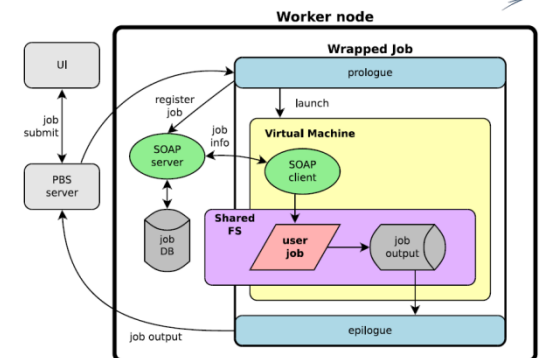 Worker node
Wrapped Job
UI
prologue
register
job
launch
job
submit
job
info
Virtual Machine
SOAP
server
SOAP
client
PBS
server
Shared
FS
job
DB
user
job
job
output
job output
epilogue